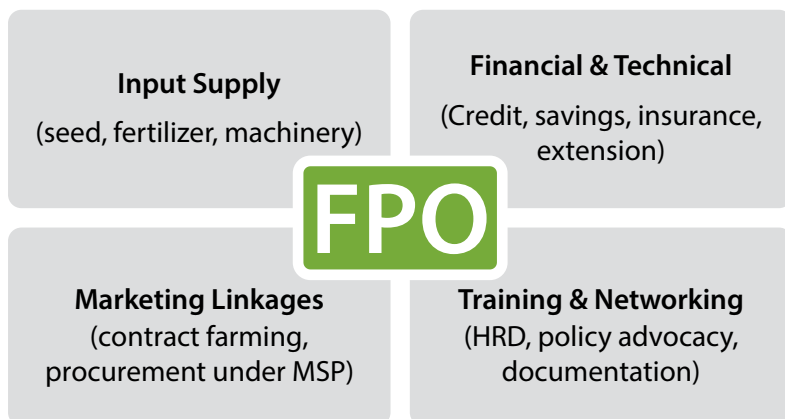 Input Supply
(seed, fertilizer, machinery)
Financial & Technical
(Credit, savings, insurance,
extension)
FPO
Marketing Linkages
(contract farming,
procurement under MSP)
Training & Networking
(HRD, policy advocacy,
documentation)